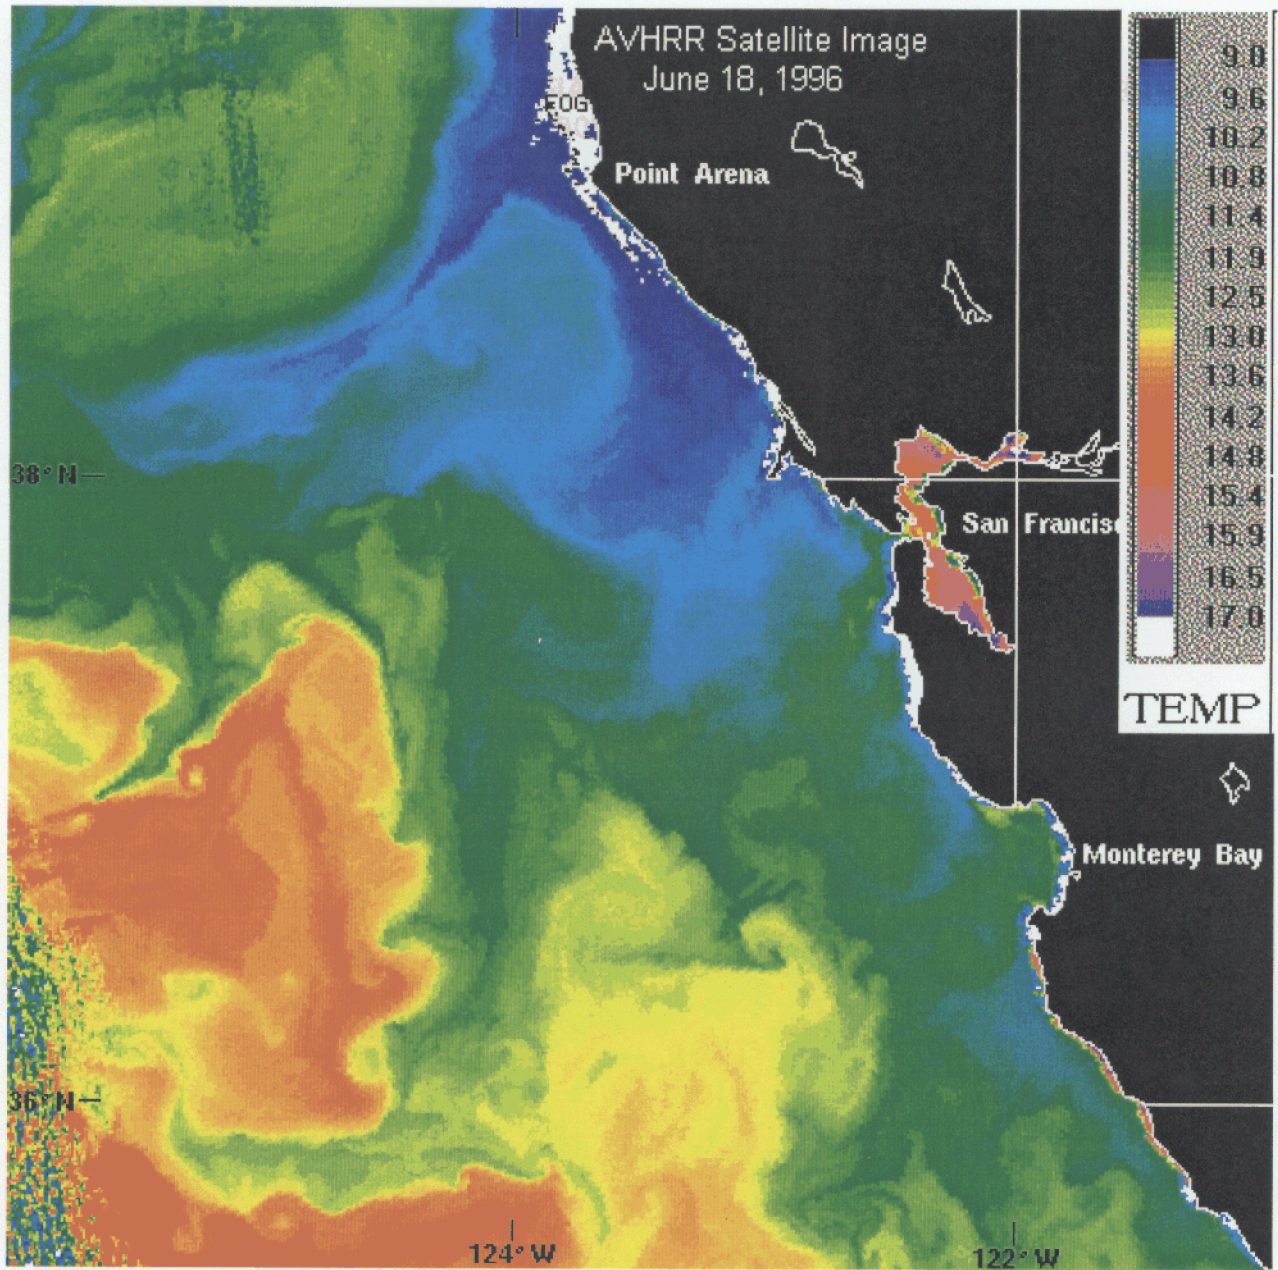 AVHRR Satellite Image
June 18, 1996
FOG
Point Arena
9.0
9.6
10.2
10.8
11.4
11.9
12.5
13.0
13.6
14.2
14.8
15.4
15.9
16.5
17.0
TEMP
38° N
San Francisc
Monterey Bay
36° N
124° W
122° W